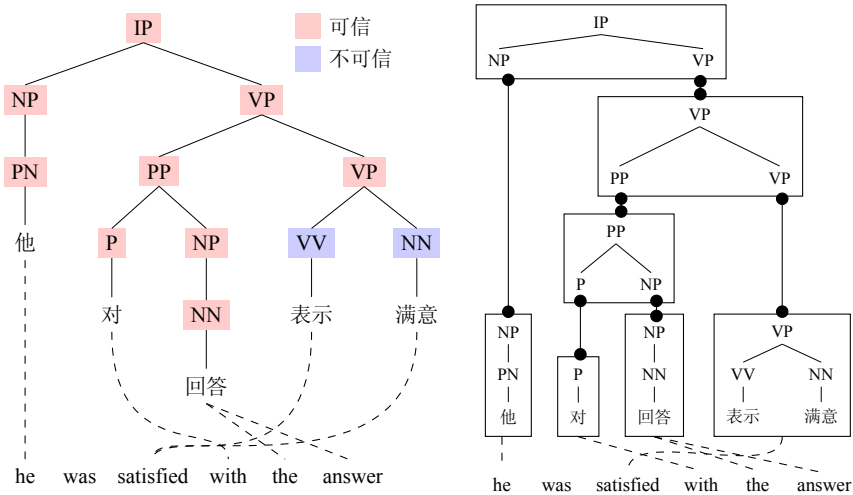 IP
可信
不可信
NP VP
PN PP VP
他 P NP VV NN
对 NN 表示 满意
回答
he was satisfied with the answer
IP
NP VP
VP
PP VP
PP
P NP
NP NP VP
PN P NN VV NN
他 对 回答 表示 满意
he was satisfied with the answer